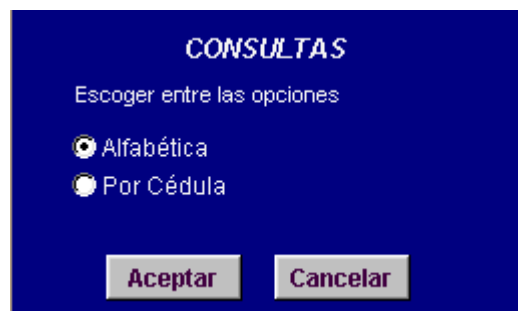 CONSULTAS
Escoger entre las opciones
Alfabética
Por Cédula
Aceptar Cancelar